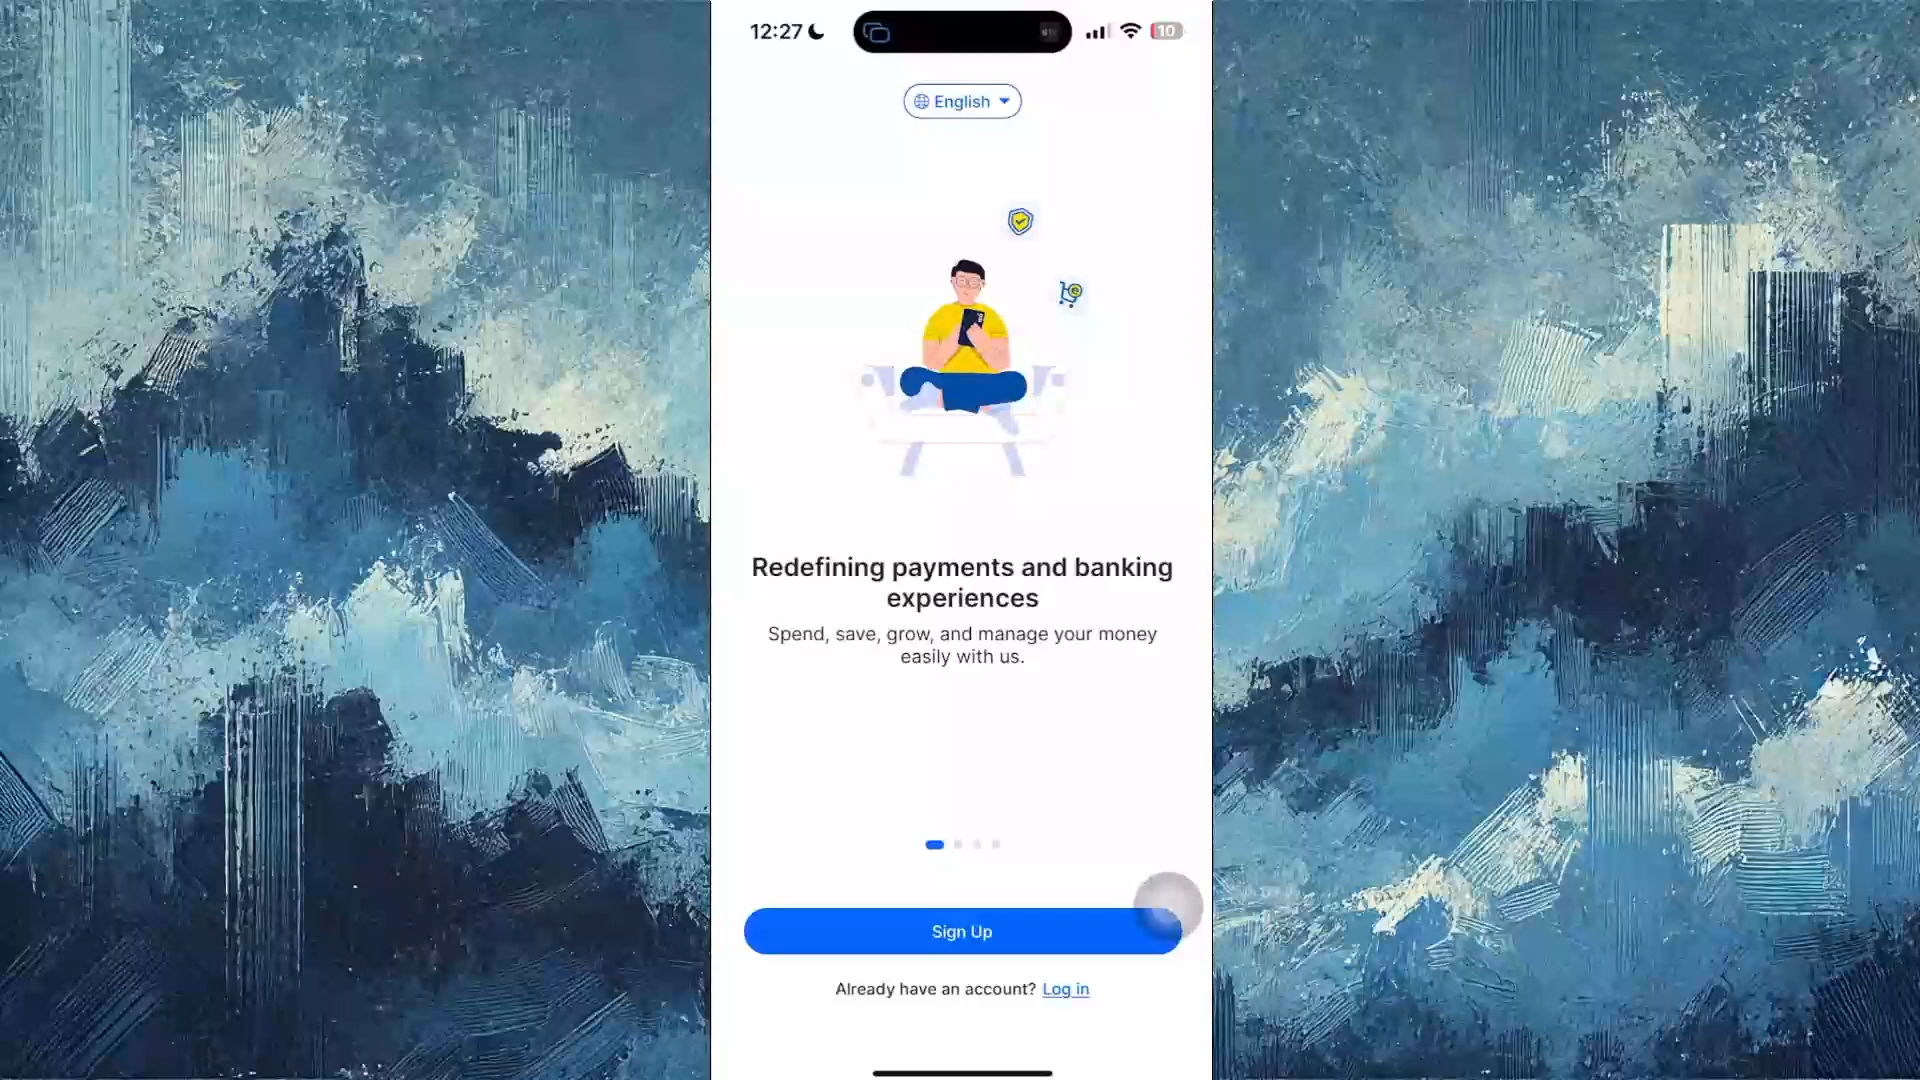 12:27
10
English
Redefining payments and banking
experiences
Spend, save, grow, and manage your money
easily with us.
Sign Up
Already have an account? Log in